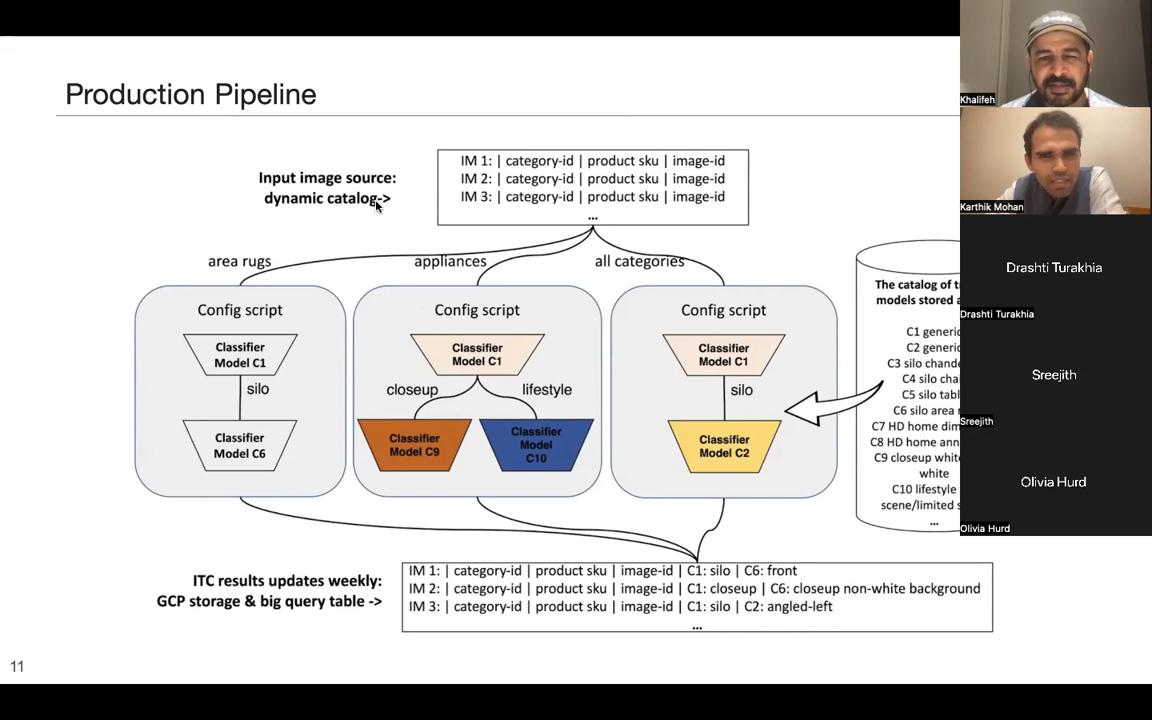 Production Pipeline
Input image source:
dynamic catalog->
IM 1: | category-id | product sku | image-id
IM 2: | category-id | product sku | image-id
IM 3: | category-id | product sku | image-id
...
area rugs
appliances
all categories
Config script
Classifier
Model C1
silo
Classifier
Model C6
Config script
Classifier
Model C1
closeup
lifestyle
Classifier
Model C9
Classifier
Model
C10
Config script
Classifier
Model C1
silo
Classifier
Model C2
The catalog of
models stored
C1 generic
C2 generic
C3 silo
C4 silo
C5 silo
C6 silo area
C7 HD home
C8 HD home
C9 closeup
white
C10 lifestyle
scene/limited
...
ITC results updates weekly:
GCP storage & big query table ->
IM 1: | category-id | product sku | image-id | C1: silo | C6: front
IM 2: | category-id | product sku | image-id | C1: closeup | C6: closeup non-white background
IM 3: | category-id | product sku | image-id | C1: silo | C2: angled-left
...
11
Khalifeh
Karthik Mohan
Drashti Turakhia
Drashti Turakhia
Sreejith
Sreejith
Olivia Hurd
Olivia Hurd